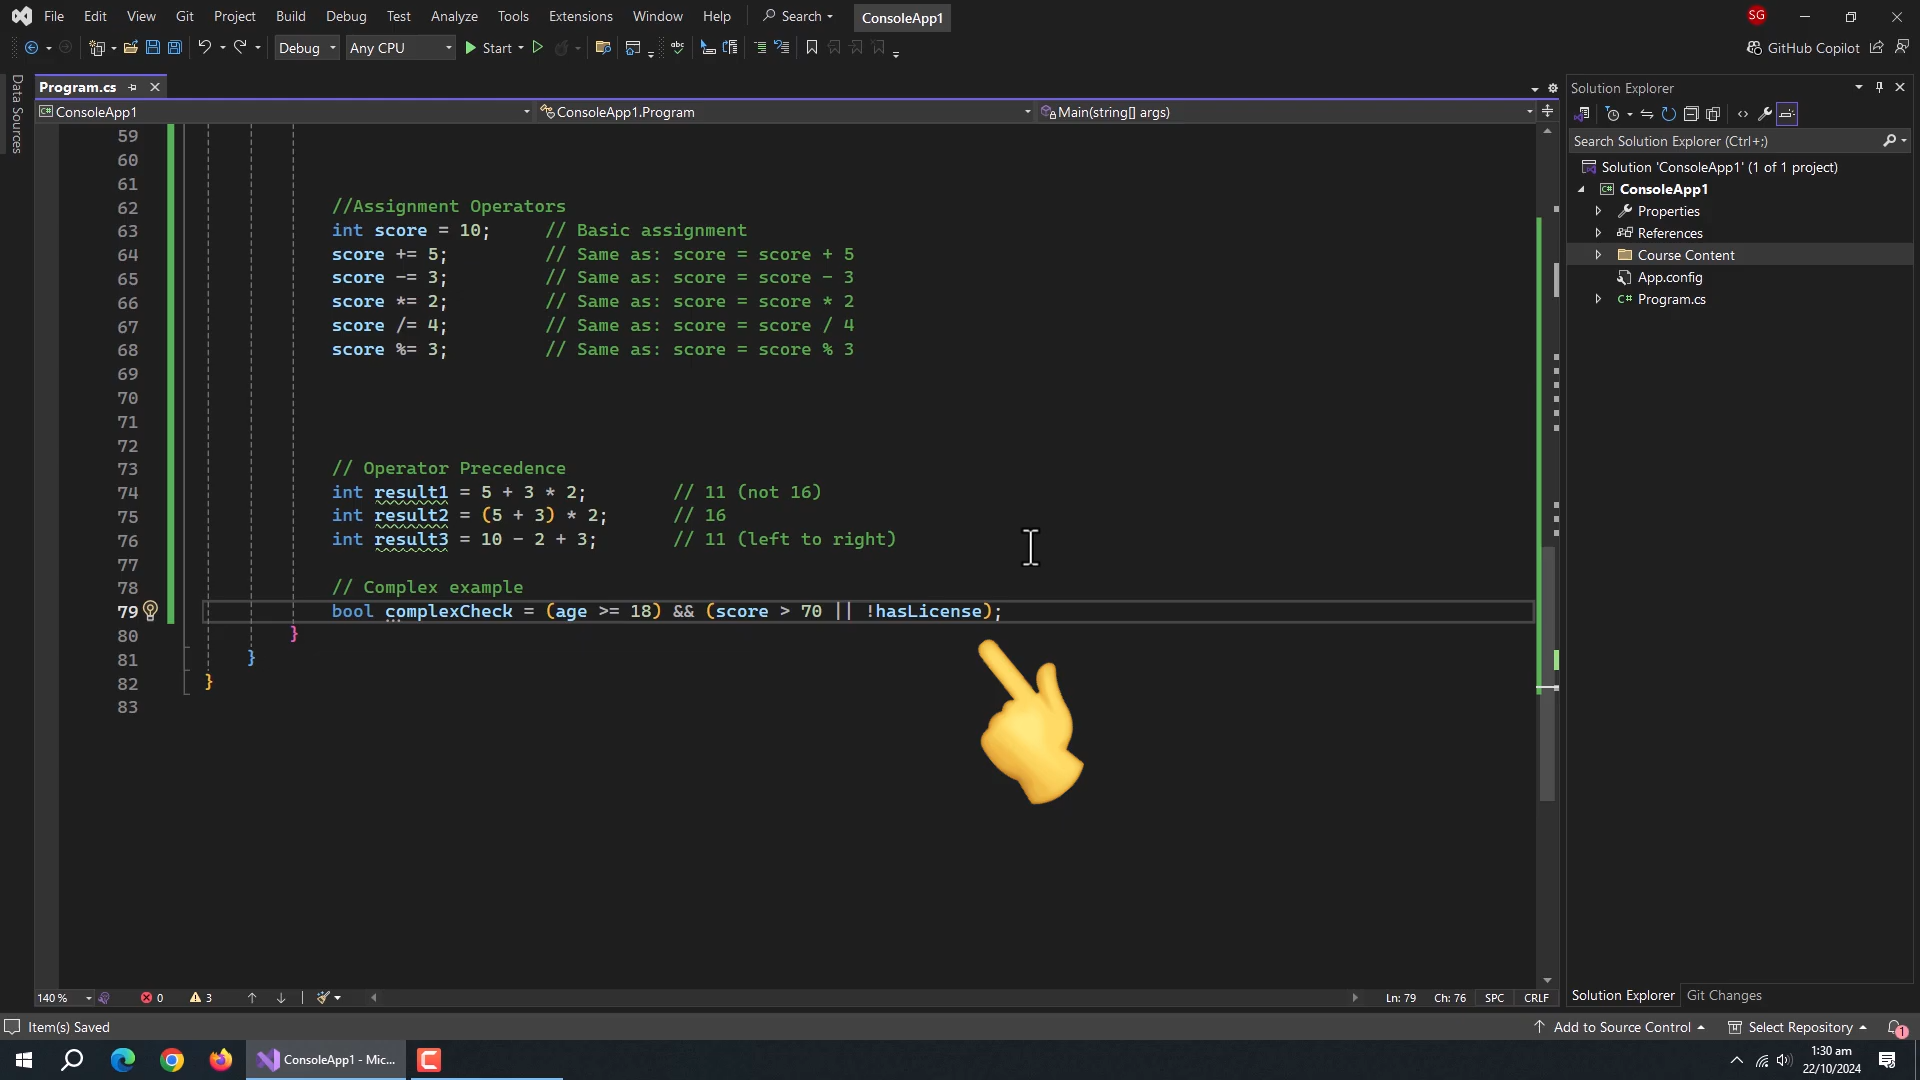 File Edit View Git Project Build Debug Test Analyze Tools Extensions Window Help Search ConsoleApp1 SG
Debug Any CPU Start GitHub Copilot
Data Sources
Program.cs
ConsoleApp1 ConsoleApp1.Program Main(string[] args)
59
60
61
62 //Assignment Operators
63 int score = 10; // Basic assignment
64 score += 5; // Same as: score = score + 5
65 score -= 3; // Same as: score = score - 3
66 score *= 2; // Same as: score = score * 2
67 score /= 4; // Same as: score = score / 4
68 score %= 3; // Same as: score = score % 3
69
70
71
72
73 // Operator Precedence
74 int result1 = 5 + 3 * 2; // 11 (not 16)
75 int result2 = (5 + 3) * 2; // 16
76 int result3 = 10 - 2 + 3; // 11 (left to right)
77
78 // Complex example
79 bool complexCheck = (age >= 18) && (score > 70 || !hasLicense);
80 }
81 }
82 }
83
140 % 0 3 Ln: 79 Ch: 76 SPC CRLF
Solution Explorer
Search Solution Explorer (Ctrl+;)
Solution 'ConsoleApp1' (1 of 1 project)
C# ConsoleApp1
Properties
References
Course Content
App.config
C# Program.cs
Solution Explorer Git Changes
Item(s) Saved Add to Source Control Select Repository 1
ConsoleApp1 - Mic...
1:30 am
22/10/2024